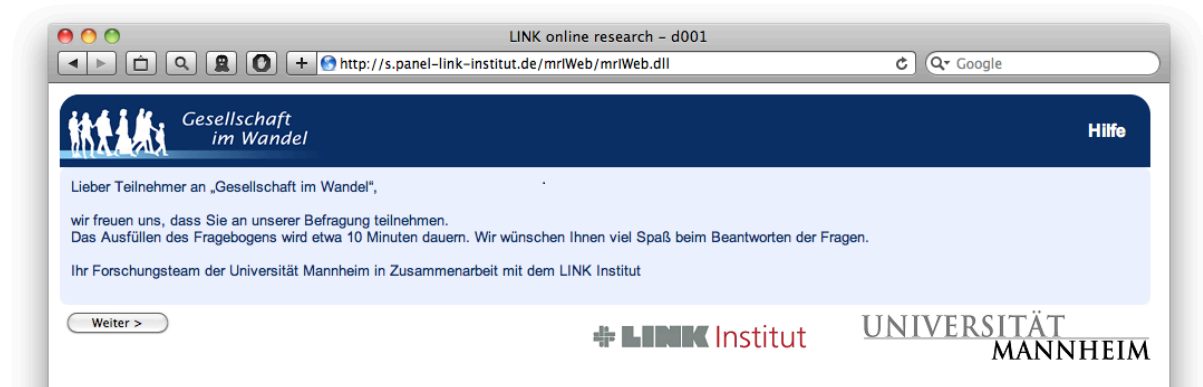 LINK online research – d001
http://s.panel-link-institut.de/mrIWeb/mrIWeb.dll
Google
Gesellschaft
im Wandel
Hilfe
Lieber Teilnehmer an „Gesellschaft im Wandel“,
wir freuen uns, dass Sie an unserer Befragung teilnehmen.
Das Ausfüllen des Fragebogens wird etwa 10 Minuten dauern. Wir wünschen Ihnen viel Spaß beim Beantworten der Fragen.
Ihr Forschungsteam der Universität Mannheim in Zusammenarbeit mit dem LINK Institut
Weiter >
LINK Institut
UNIVERSITÄT
MANNHEIM